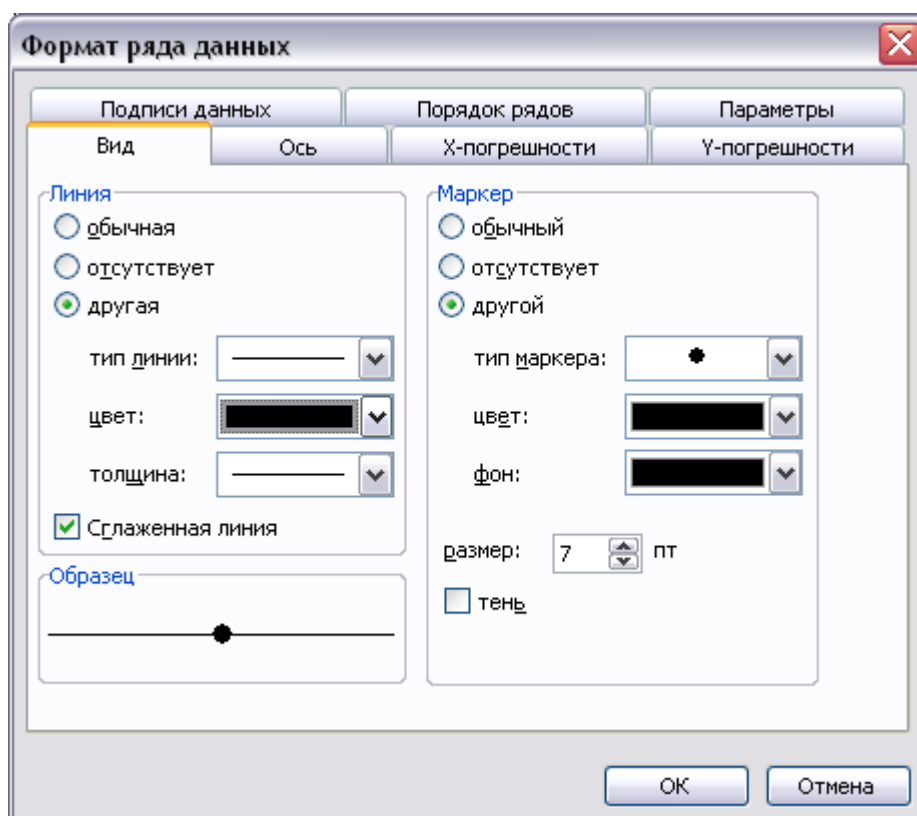 Формат ряда данных
Подписи данных
Порядок рядов
Параметры
Вид
Ось
X-погрешности
Y-погрешности
Линия
обычная
отсутствует
другая
тип линии:
цвет:
толщина:
Сглаженная линия
Образец
Маркер
обычный
отсутствует
другой
тип маркера:
цвет:
фон:
размер: 7 пт
тень
ОК
Отмена